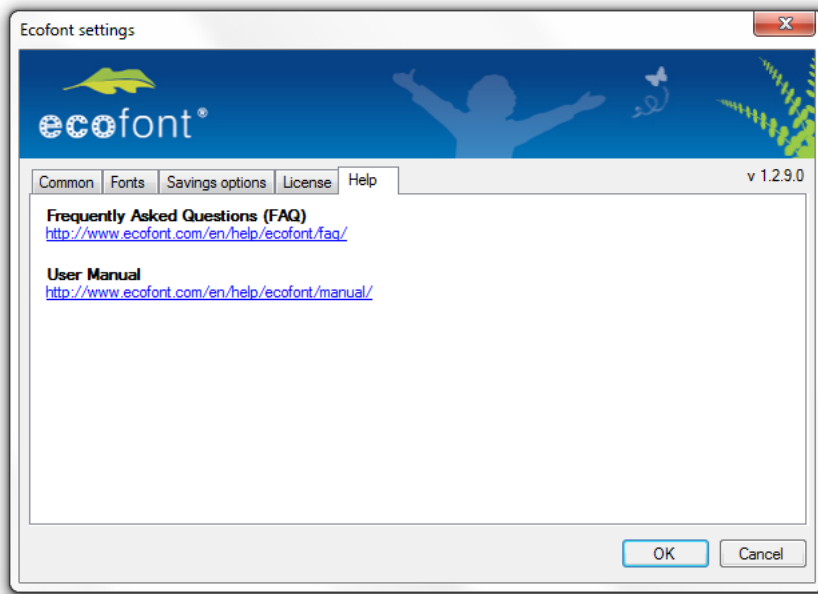 Ecofont settings
ecofont®
Common Fonts Savings options License Help
v 1.2.9.0
Frequently Asked Questions (FAQ)
http://www.ecofont.com/en/help/ecofont/faq/
User Manual
http://www.ecofont.com/en/help/ecofont/manual/
OK Cancel